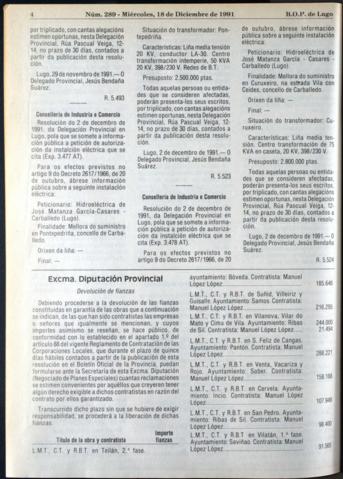 4 Núm. 289 - Miércoles, 18 de Diciembre de 1991 B.O.P. de Lugo
por triplicado, con cantas alegacións
estimen oportunas, nesta Delegación
Provincial, Rúa Pascual Veiga, 12-
14, no prazo de 30 días, contados a
partir da publicación desta resolu-
ción.
Lugo, 29 de novembro de 1991.—O
Delegado Provincial, Jesús Bendaña
Suárez.
R. 5.493
Consellería de Industria e Comercio
Resolución do 2 de decembro de
1991, da Delegación Provincial en
Lugo, pola que se somete a informa-
ción pública a petición de autoriza-
ción da instalación eléctrica que se
cita (Exp. 3.477 AT).
Para os efectos previstos no
artigo 9 do Decreto 2617/1966, de 20
de outubro, ábrese información
pública sobre a seguinte instalación
eléctrica:
Peticionario: Hidroeléctrica de
José Matanza García-Casares -
Carballedo (Lugo).
Finalidade: Mellora do suministro
en Pontepedriña, concello de Carba-
lledo.
Orixen da liña: —
Final: —
Situación do transformador: Pon-
tepedriña.
Características: Liña media tensión
20 KV, conductor LA-30. Centro
transformación intemperie, 50 KVA
20 KV, 398/230 V. Redes de B.T.
Presuposto: 2.500.000 ptas.
Todas aquelas persoas ou entida-
des que se consideren afectadas,
poderán presenta-los seus escritos,
por triplicado, con cantas alegacións
estimen oportunas, nesta Delegación
Provincial, Rúa Pascual Veiga, 12-
14, no prazo de 30 días, contados a
partir da publicación desta resolu-
ción.
Lugo, 2 de decembro de 1991.—O
Delegado Provincial, Jesús Bendaña
Suárez.
R. 5.523
Consellería de Industria e Comercio
Resolución do 2 de decembro de
1991, da Delegación Provincial en
Lugo, pola que se somete a informa-
ción pública a petición de autoriza-
ción da instalación eléctrica que se
cita (Exp. 3.478 AT).
Para os efectos previstos no
artigo 9 do Decreto 2617/1966, de 20
de outubro, ábrese información
pública sobre a seguinte instalación
eléctrica:
Peticionario: Hidroeléctrica de
José Matanza García - Casares -
Carballedo (Lugo).
Finalidade: Mellora do suministro
en Curuxeiro, na estrada Vila con
Ceides, concello de Carballedo.
Orixen da liña: —
Final: —
Situación do transformador: Cu-
ruxeiro.
Características: Liña media ten-
sión. Centro transformación de 75
KVA en caseta, 20 KV, 398/230 V.
Presuposto: 2.800.000 ptas.
Todas aquelas persoas ou entida-
des que se consideren afectadas,
poderán presenta-los seus escritos,
por triplicado, con cantas alegacións
estimen oportunas, nesta Delegación
Provincial, Rúa Pascual Veiga, 12-
14, no prazo de 30 días, contados a
partir da publicación desta resolu-
ción.
Lugo, 2 de decembro de 1991.—O
Delegado Provincial, Jesús Bendaña
Suárez.
R. 5.524
Excma. Diputación Provincial
Devolución de fianzas
Debiendo procederse a la devolución de las fianzas
constituidas en garantía de las obras que a continuación
se indican, de las que han sido contratistas las empresas
o señores que igualmente se mencionan, y cuyos
importes asimismo se reseñan, se hace público, de
conformidad con lo establecido en el apartado 1.º del
artículo 88 del vigente Reglamento de Contratación de las
Corporaciones Locales, que durante el plazo de quince
días hábiles contados a partir de la publicación de esta
resolución en el Boletín Oficial de la Provincia, puedan
formularse ante la Secretaría de esta Excma. Diputación
(Negociado de Planes Especiales) cuantas reclamaciones
se estimen convenientes por aquéllos que creyeren tener
algún derecho exigible a dichos contratistas en razón del
contrato por ellos garantizado.
Transcurrido dicho plazo sin que se hubiere de exigir
responsabilidad, se procederá a la liberación de dichas
fianzas.
Título de la obra y contratista Importe fianzas
L.M.T., C.T. y R.B.T. en Teilán, 2.ª fase.
ayuntamiento: Bóveda. Contratista: Manuel
López López 185.648
L.M.T., C.T. y R.B.T. de Suñide, Villeiriz y
Guisalle. Ayuntamiento Samos. Contratista:
Manuel López López
L.M.T., C.T. y R.B.T. en Vilanova, Vilar do
Mato y Cima de Vila. Ayuntamiento: Ribas
de Sil. Contratista: Manuel López López
L.M.T., C.T. y R.B.T. en S. Feliz de Cangas.
Ayuntamiento: Pantón. Contratista: Manuel
López López 288.221
L.M.T., C.T. y R.B.T. en Vesta, Vacariza y
Rojo. Ayuntamiento: Sober. Contratista:
Manuel López López 158.188
L.M.T., C.T. y R.B.T. en Cervela. Ayunta-
miento: Incio. Contratista: Manuel López
López 107.948
L.M.T., C.T. y R.B.T. en San Pedro. Ayunta-
miento: Ribas de Sil. Contratista: Manuel
López López 98.400
L.M.T., C.T. y R.B.T. en Vilatán, 1.ª fase.
Ayuntamiento: Saviñao. Contratista: Manuel
López López 91.565